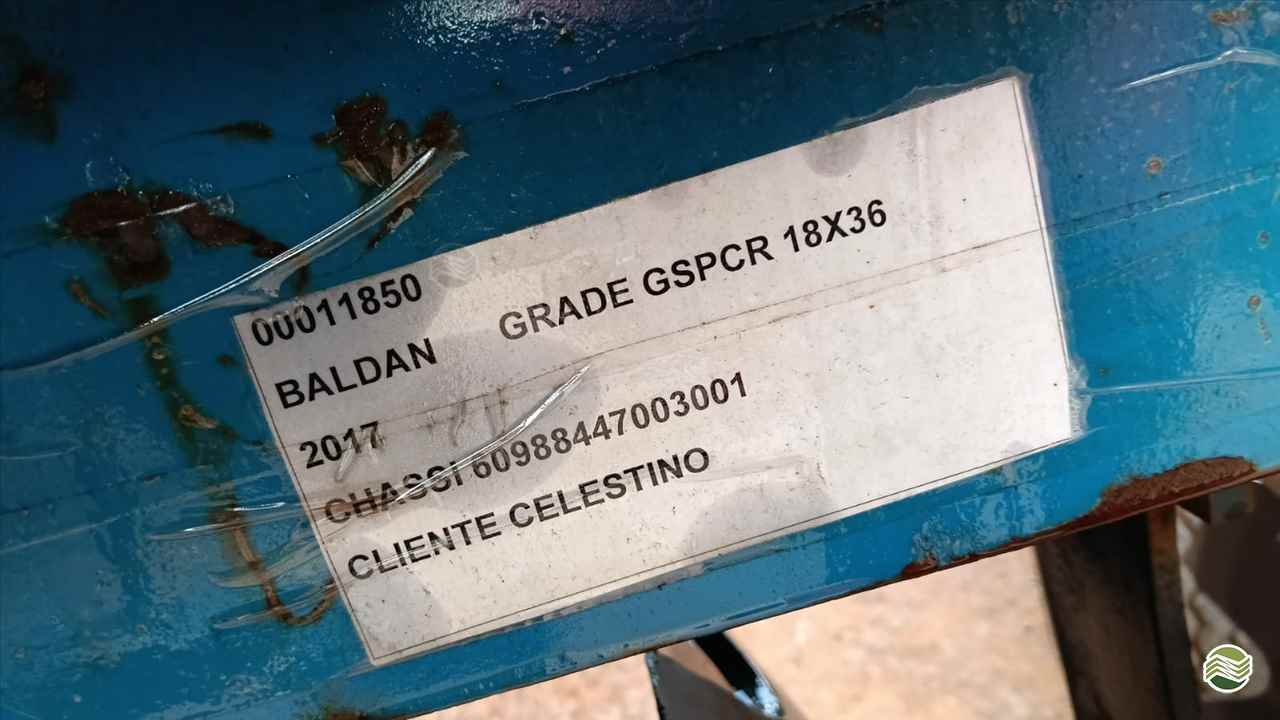 00011850
BALDAN GRADE GSPCR 18X36
2017
CHASSI 60988447003001
CLIENTE CELESTINO